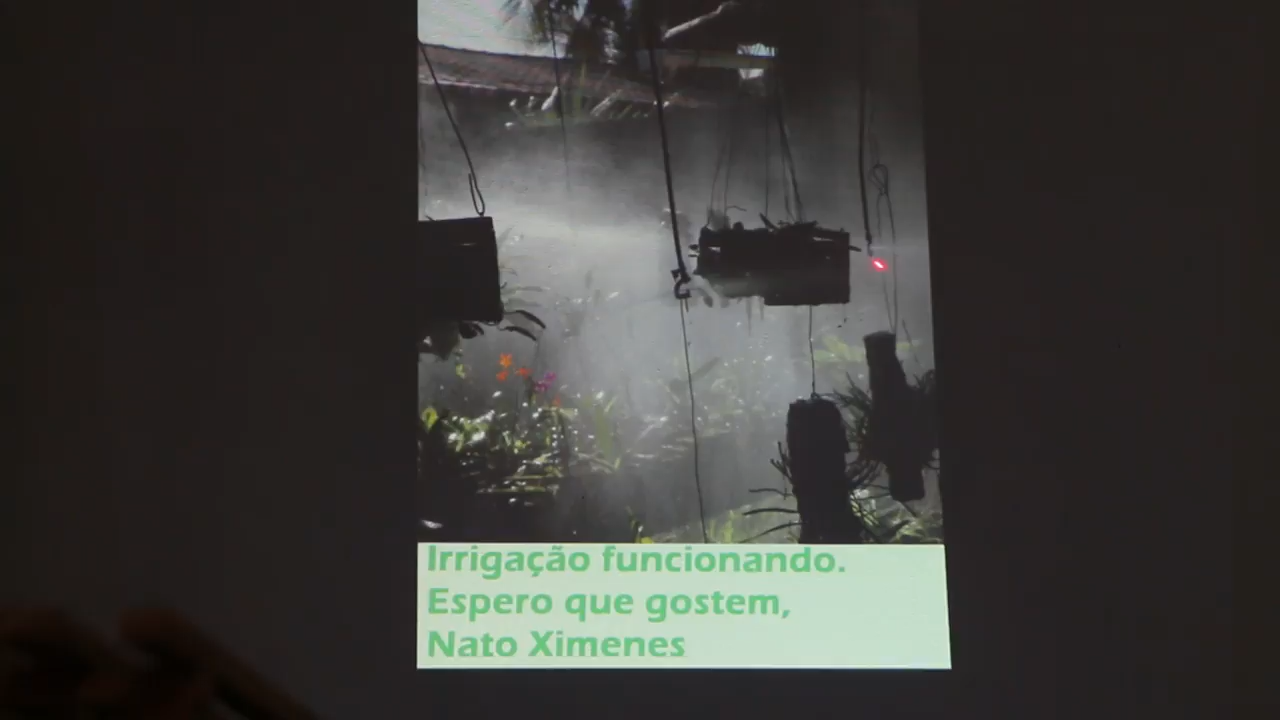 Irrigação funcionando.
Espero que gostem,
Nato Ximenes